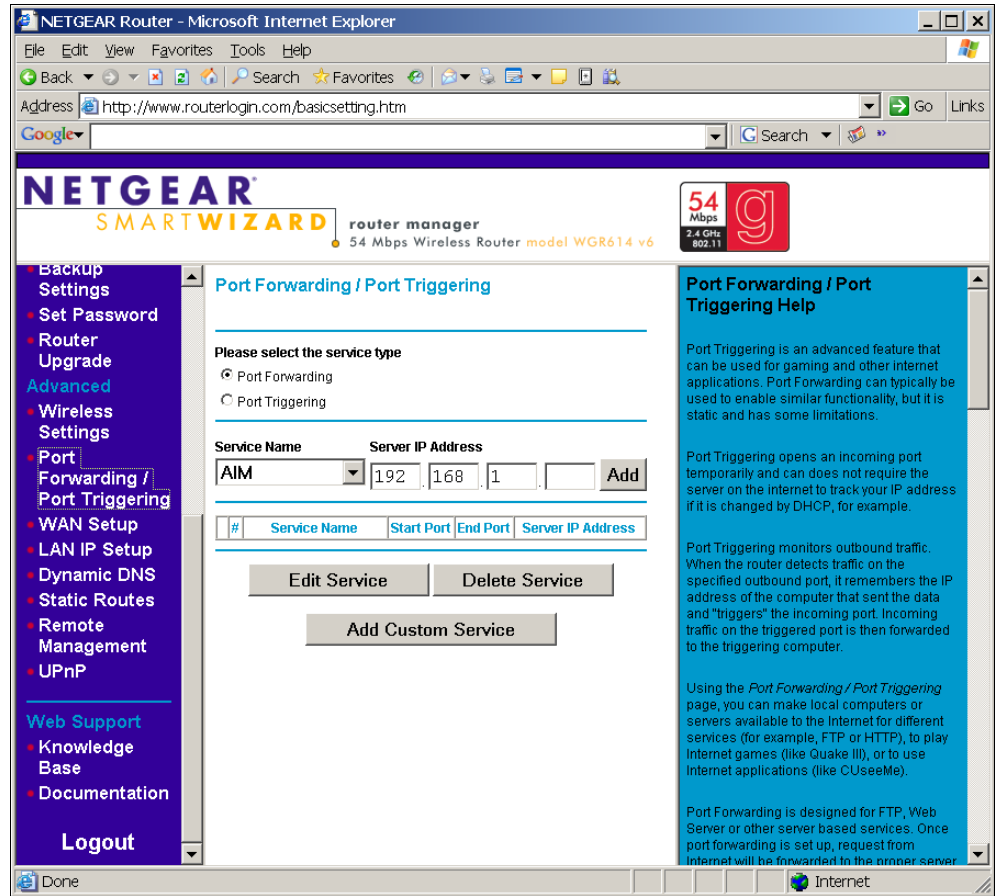 NETGEAR Router - Microsoft Internet Explorer
File Edit View Favorites Tools Help
Back Search Favorites
Address http://www.routerlogin.com/basicsetting.htm Go Links
Google Search
NETGEAR
SMARTWIZARD router manager
54 Mbps Wireless Router model WGR614 v6
54
Mbps
2.4 GHz
802.11
g
Backup
Settings
Set Password
Router
Upgrade
Advanced
Wireless
Settings
Port
Forwarding /
Port Triggering
WAN Setup
LAN IP Setup
Dynamic DNS
Static Routes
Remote
Management
UPnP
Web Support
Knowledge
Base
Documentation
Logout
Port Forwarding / Port Triggering
Please select the service type
Port Forwarding
Port Triggering
Service Name Server IP Address
AIM 192 . 168 . 1 . Add
# Service Name Start Port End Port Server IP Address
Edit Service Delete Service
Add Custom Service
Port Forwarding / Port
Triggering Help
Port Triggering is an advanced feature that
can be used for gaming and other internet
applications. Port Forwarding can typically be
used to enable similar functionality, but it is
static and has some limitations.
Port Triggering opens an incoming port
temporarily and can does not require the
server on the internet to track your IP address
if it is changed by DHCP, for example.
Port Triggering monitors outbound traffic.
When the router detects traffic on the
specified outbound port, it remembers the IP
address of the computer that sent the data
and "triggers" the incoming port. Incoming
traffic on the triggered port is then forwarded
to the triggering computer.
Using the Port Forwarding / Port Triggering
page, you can make local computers or
servers available to the Internet for different
services (for example, FTP or HTTP), to play
Internet games (like Quake III), or to use
Internet applications (like CUseeMe).
Port Forwarding is designed for FTP, Web
Server or other server based services. Once
port forwarding is set up, request from
Internet will be forwarded to the proper server
Done Internet